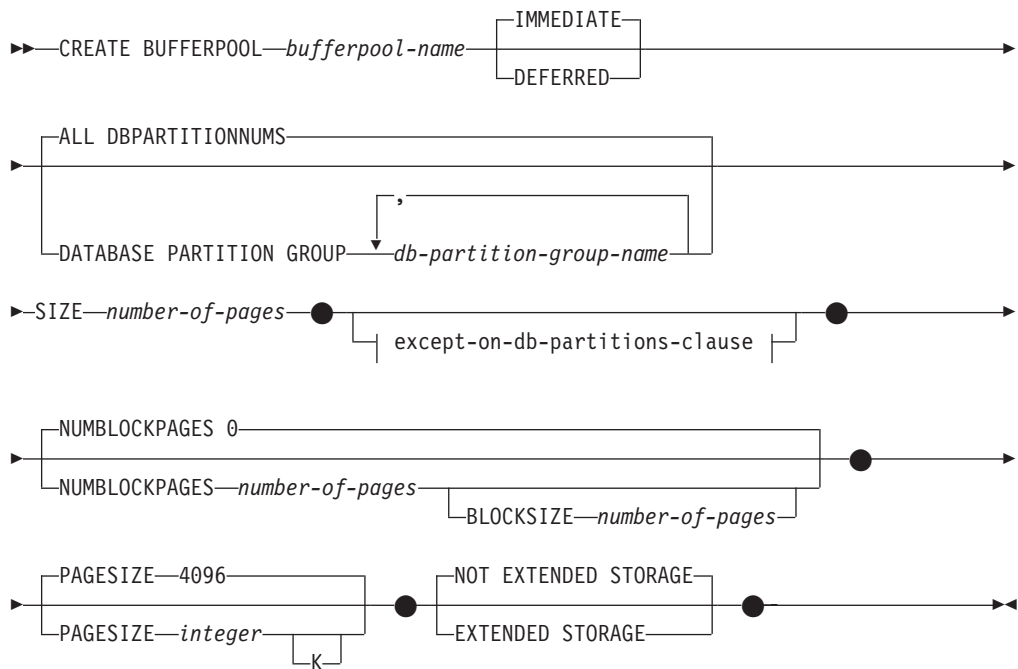 IMMEDIATE
CREATE BUFFERPOOL bufferpool-name
DEFERRED
ALL DBPARTITIONNUMS
,
DATABASE PARTITION GROUP db-partition-group-name
SIZE number-of-pages
except-on-db-partitions-clause
NUMBLOCKPAGES 0
NUMBLOCKPAGES number-of-pages
BLOCKSIZE number-of-pages
PAGESIZE 4096 NOT EXTENDED STORAGE
PAGESIZE integer EXTENDED STORAGE
K